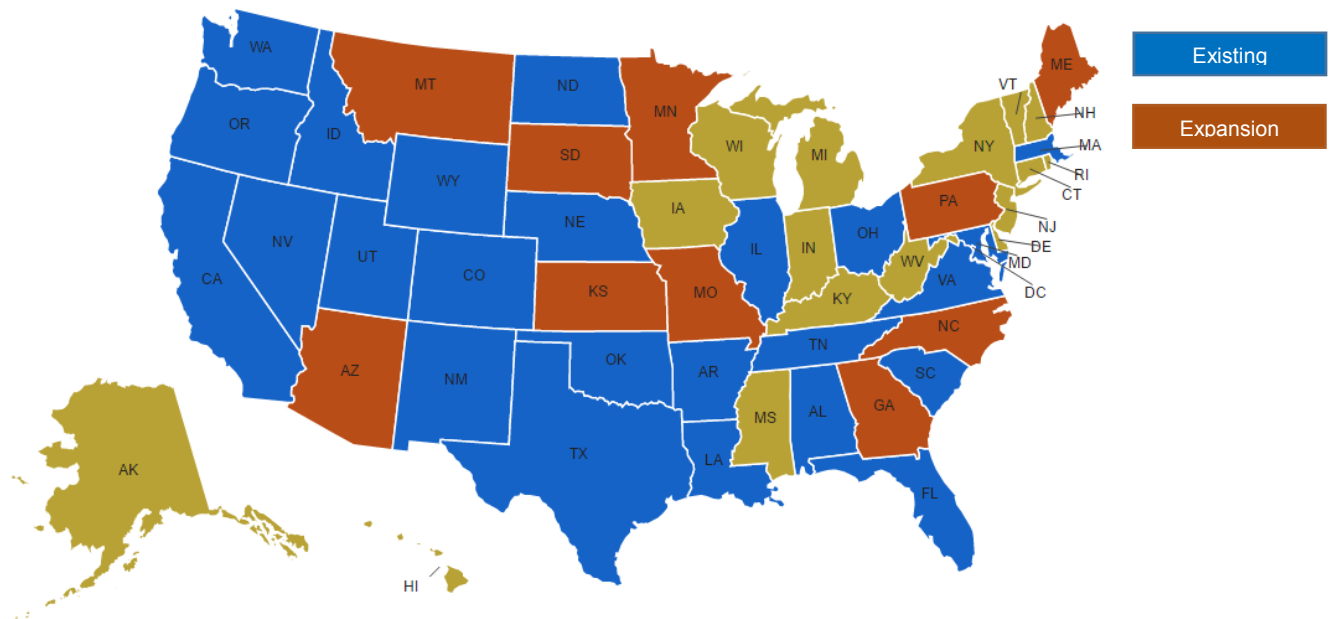 WA
MT
ND
MN
ME
VT
NH
Existing
Expansion
OR
ID
SD
WI
MI
NY
MA
RI
CT
WY
IA
PA
NJ
NE
NV
UT
CO
IL
IN
OH
WV
DE
MD
DC
CA
KS
MO
KY
VA
AZ
NM
OK
AR
TN
NC
SC
MS
AL
GA
TX
LA
FL
AK
HI